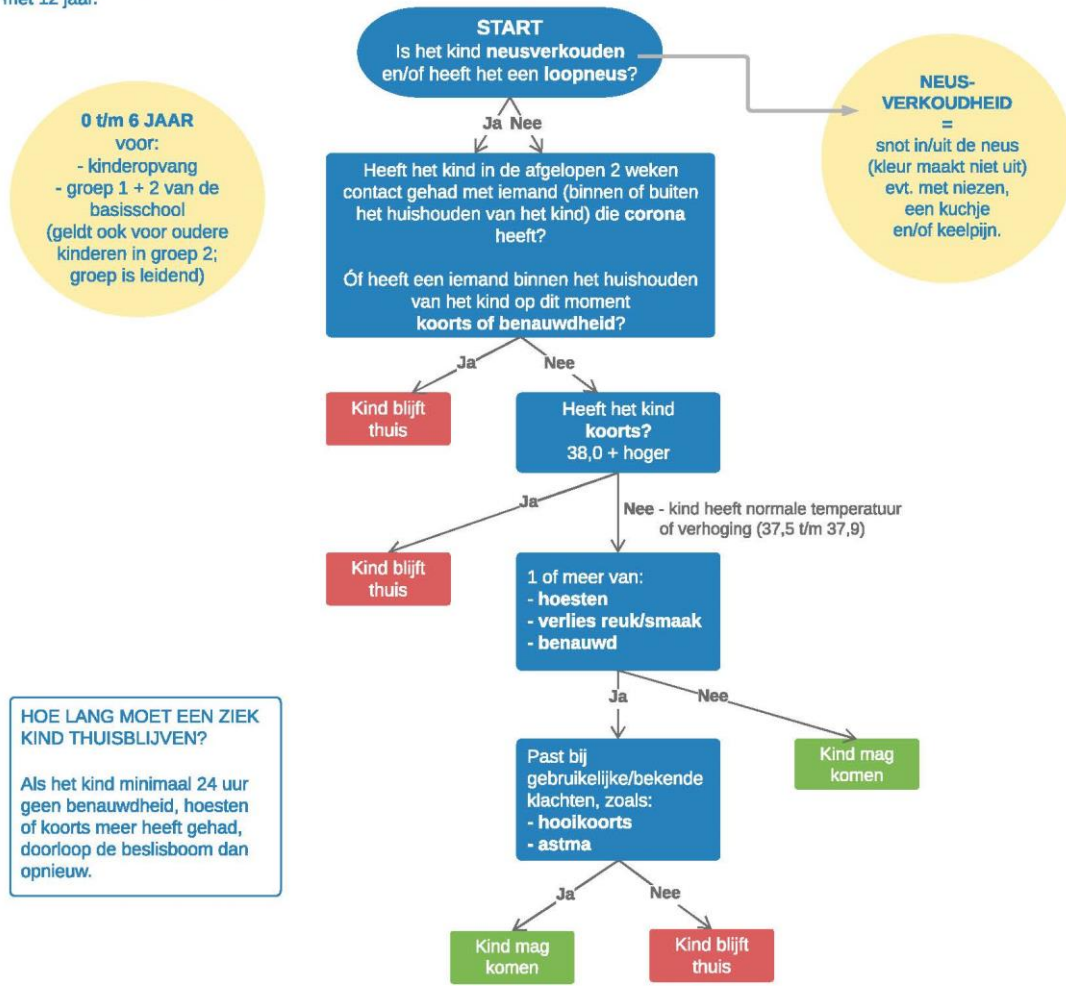 met 12 jaar.
START
Is het kind neusverkouden
en/of heeft het een loopneus?
NEUS-
VERKOUDHEID
=
snot in/uit de neus
(kleur maakt niet uit)
evt. met niezen,
een kuchje
en/of keelpijn.
0 t/m 6 JAAR
voor:
- kinderopvang
- groep 1 + 2 van de
basisschool
(geldt ook voor oudere
kinderen in groep 2;
groep is leidend)
Ja Nee
Heeft het kind in de afgelopen 2 weken
contact gehad met iemand (binnen of buiten
het huishouden van het kind) die corona
heeft?
Óf heeft een iemand binnen het huishouden
van het kind op dit moment
koorts of benauwdheid?
Ja
Nee
Kind blijft
thuis
Heeft het kind
koorts?
38,0 + hoger
Ja
Nee - kind heeft normale temperatuur
of verhoging (37,5 t/m 37,9)
Kind blijft
thuis
1 of meer van:
- hoesten
- verlies reuk/smaak
- benauwd
Ja
Nee
HOE LANG MOET EEN ZIEK
KIND THUISBLIJVEN?
Als het kind minimaal 24 uur
geen benauwdheid, hoesten
of koorts meer heeft gehad,
doorloop de beslisboom dan
opnieuw.
Past bij
gebruikelijke/bekende
klachten, zoals:
- hooikoorts
- astma
Kind mag
komen
Ja
Nee
Kind mag
komen
Kind blijft
thuis